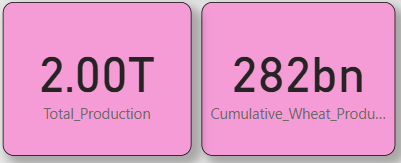 2.00T
Total_Production
282bn
Cumulative_Wheat_Produ...